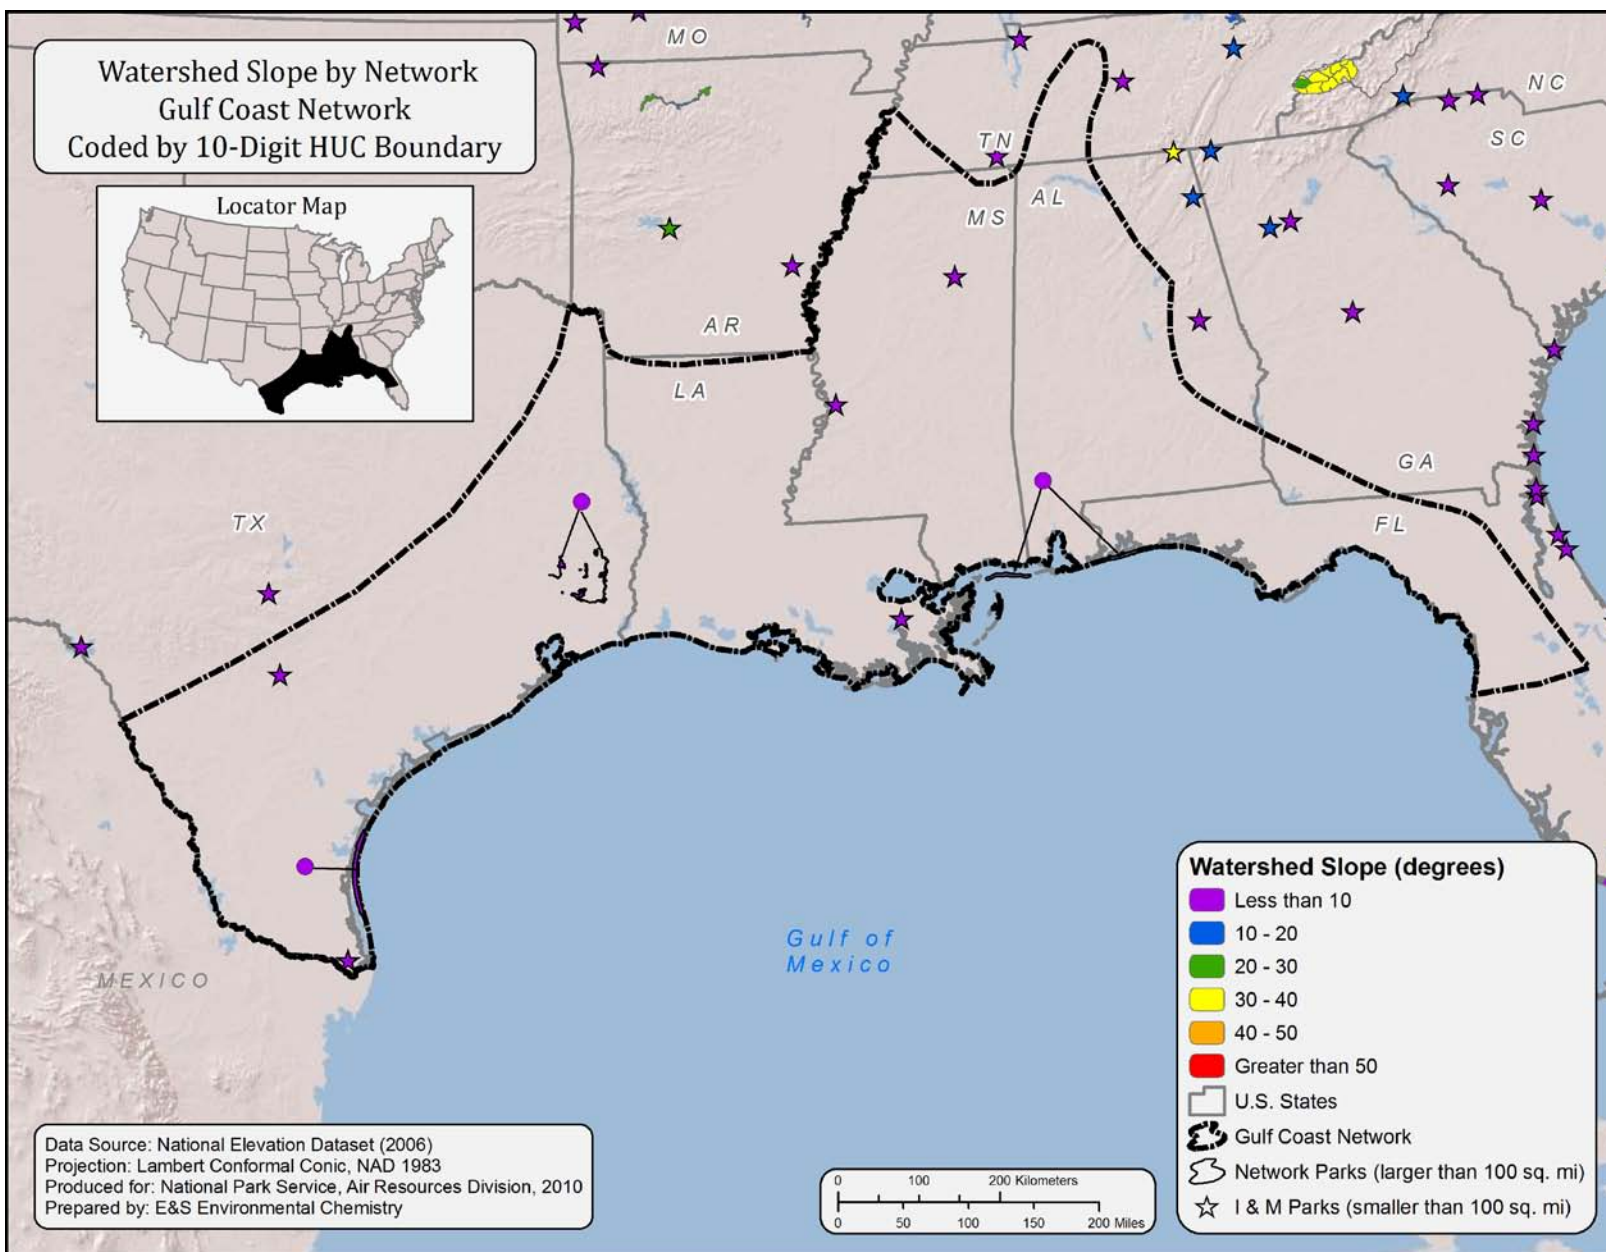 Watershed Slope by Network
Gulf Coast Network
Coded by 10-Digit HUC Boundary
Locator Map
MO
NC
TN
SC
MS
AL
AR
LA
GA
TX
FL
Gulf of
Mexico
MEXICO
Watershed Slope (degrees)
Less than 10
10 - 20
20 - 30
30 - 40
40 - 50
Greater than 50
U.S. States
Gulf Coast Network
Network Parks (larger than 100 sq. mi)
I & M Parks (smaller than 100 sq. mi)
Data Source: National Elevation Dataset (2006)
Projection: Lambert Conformal Conic, NAD 1983
Produced for: National Park Service, Air Resources Division, 2010
Prepared by: E&S Environmental Chemistry
0 100 200 Kilometers
0 50 100 150 200 Miles